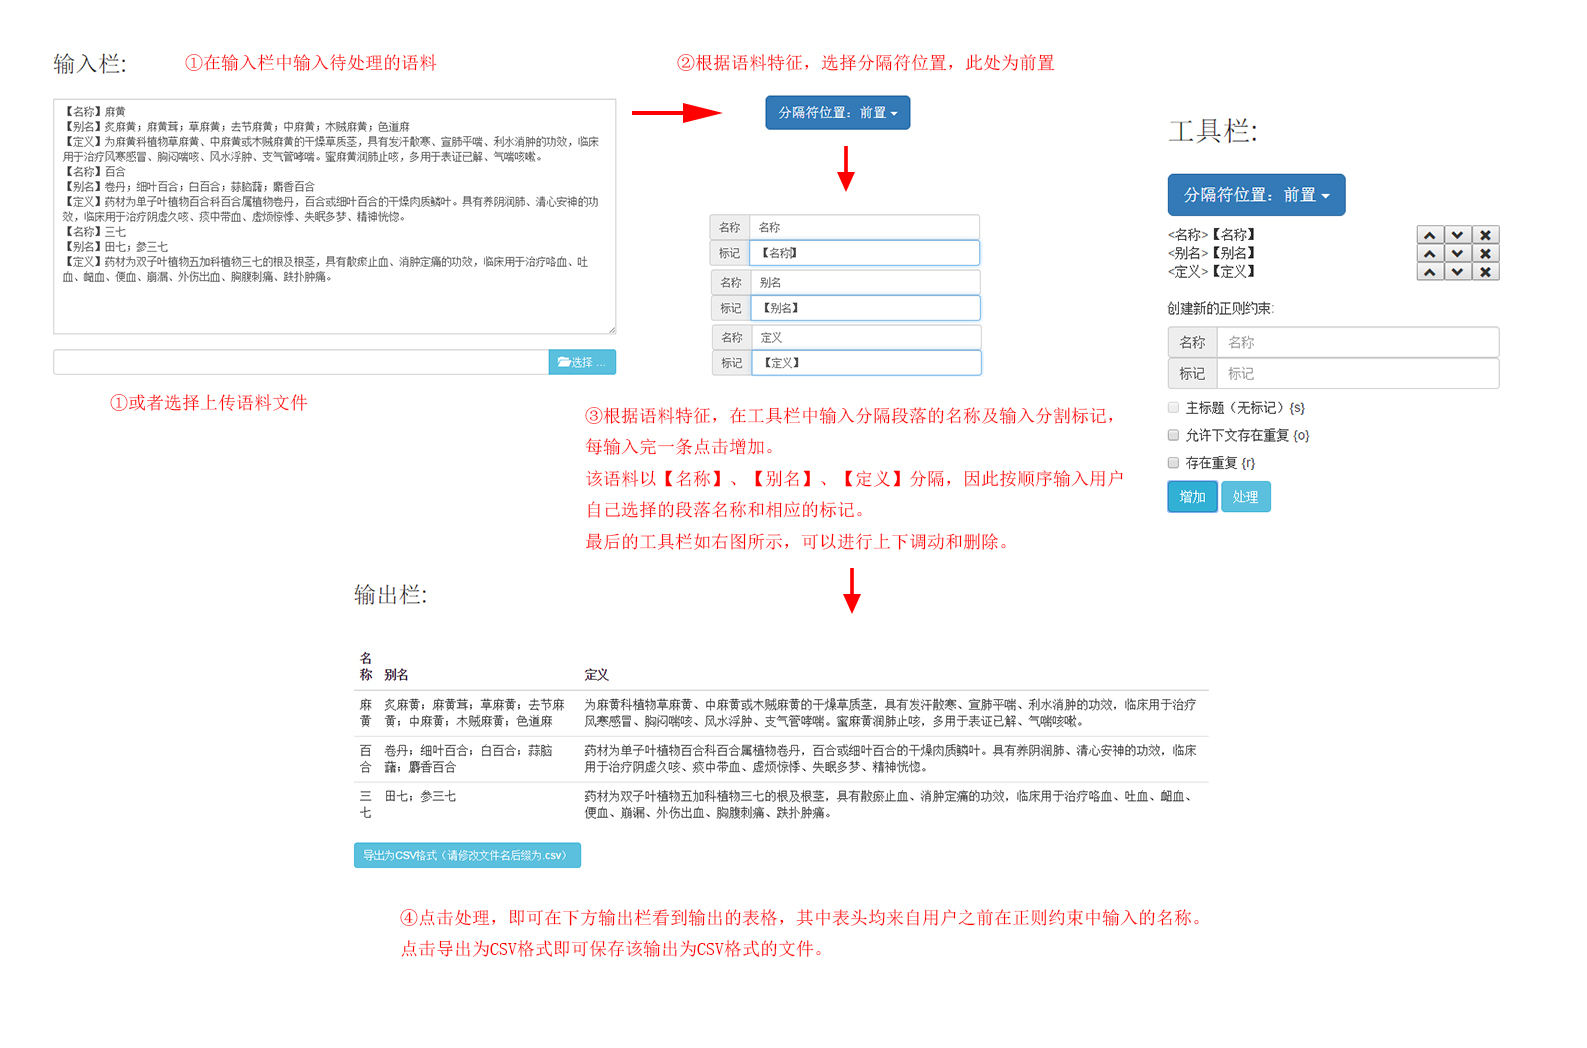 输入栏:
①在输入栏中输入待处理的语料
【名称】麻黄
【别名】炙麻黄；麻黄茸；草麻黄；去节麻黄；中麻黄；木贼麻黄；色道麻
【定义】为麻黄科植物草麻黄、中麻黄或木贼麻黄的干燥草质茎，具有发汗散寒、宣肺平喘、利水消肿的功效，临床
用于治疗风寒感冒、胸闷喘咳、风水浮肿、支气管哮喘。蜜麻黄润肺止咳，多用于表证已解、气喘咳嗽。
【名称】百合
【别名】卷丹；细叶百合；白百合；蒜脑藷；麝香百合
【定义】药材为单子叶植物百合科百合属植物卷丹，百合或细叶百合的干燥肉质鳞叶。具有养阴润肺、清心安神的功
效，临床用于治疗阴虚久咳、痰中带血、虚烦惊悸、失眠多梦、精神恍惚。
【名称】三七
【别名】田七；参三七
【定义】药材为双子叶植物五加科植物三七的根及根茎，具有散瘀止血、消肿定痛的功效，临床用于治疗咯血、吐
血、衄血、便血、崩漏、外伤出血、胸腹刺痛、跌扑肿痛。
选择 ...
①或者选择上传语料文件
②根据语料特征，选择分隔符位置，此处为前置
分隔符位置：前置
名称 名称
标记 【名称】
名称 别名
标记 【别名】
名称 定义
标记 【定义】
③根据语料特征，在工具栏中输入分隔段落的名称及输入分割标记，
每输入完一条点击增加。
该语料以【名称】、【别名】、【定义】分隔，因此按顺序输入用户
自己选择的段落名称和相应的标记。
最后的工具栏如右图所示，可以进行上下调动和删除。
工具栏:
分隔符位置：前置
<名称>【名称】
<别名>【别名】
<定义>【定义】
创建新的正则约束:
名称 名称
标记 标记
主标题（无标记）{s}
允许下文存在重复 {o}
存在重复 {r}
增加 处理
输出栏:
名
称 别名 定义
麻 炙麻黄；麻黄茸；草麻黄；去节麻 为麻黄科植物草麻黄、中麻黄或木贼麻黄的干燥草质茎，具有发汗散寒、宣肺平喘、利水消肿的功效，临床用于治疗
黄 黄；中麻黄；木贼麻黄；色道麻 风寒感冒、胸闷喘咳、风水浮肿、支气管哮喘。蜜麻黄润肺止咳，多用于表证已解、气喘咳嗽。
百 卷丹；细叶百合；白百合；蒜脑 药材为单子叶植物百合科百合属植物卷丹，百合或细叶百合的干燥肉质鳞叶。具有养阴润肺、清心安神的功效，临床
合 藷；麝香百合 用于治疗阴虚久咳、痰中带血、虚烦惊悸、失眠多梦、精神恍惚。
三 田七；参三七 药材为双子叶植物五加科植物三七的根及根茎，具有散瘀止血、消肿定痛的功效，临床用于治疗咯血、吐血、衄血、
七 便血、崩漏、外伤出血、胸腹刺痛、跌扑肿痛。
导出为CSV格式（请修改文件名后缀为.csv）
④点击处理，即可在下方输出栏看到输出的表格，其中表头均来自用户之前在正则约束中输入的名称。
点击导出为CSV格式即可保存该输出为CSV格式的文件。